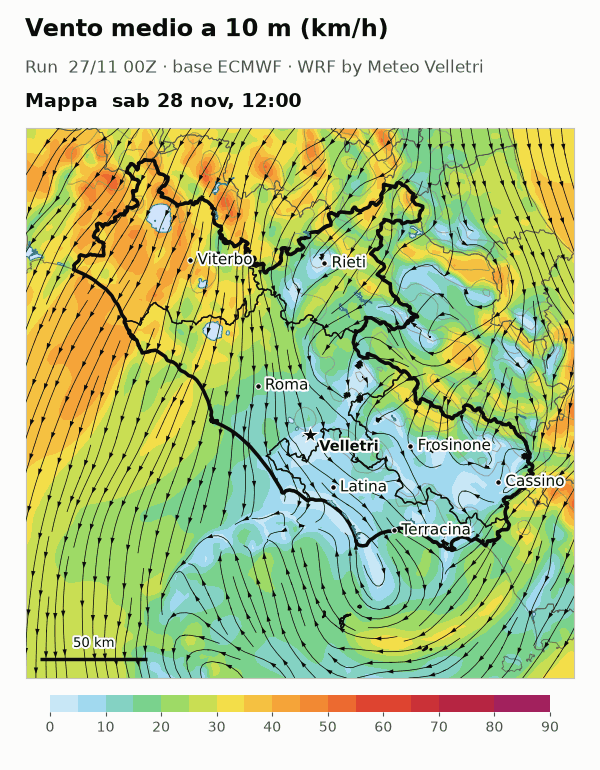 Vento medio a 10 m (km/h)
Run 27/11 00Z · base ECMWF · WRF by Meteo Velletri
Mappa sab 28 nov, 12:00
Viterbo
Rieti
Roma
Velletri
Frosinone
Latina
Cassino
Terracina
50 km
0 10 20 30 40 50 60 70 80 90